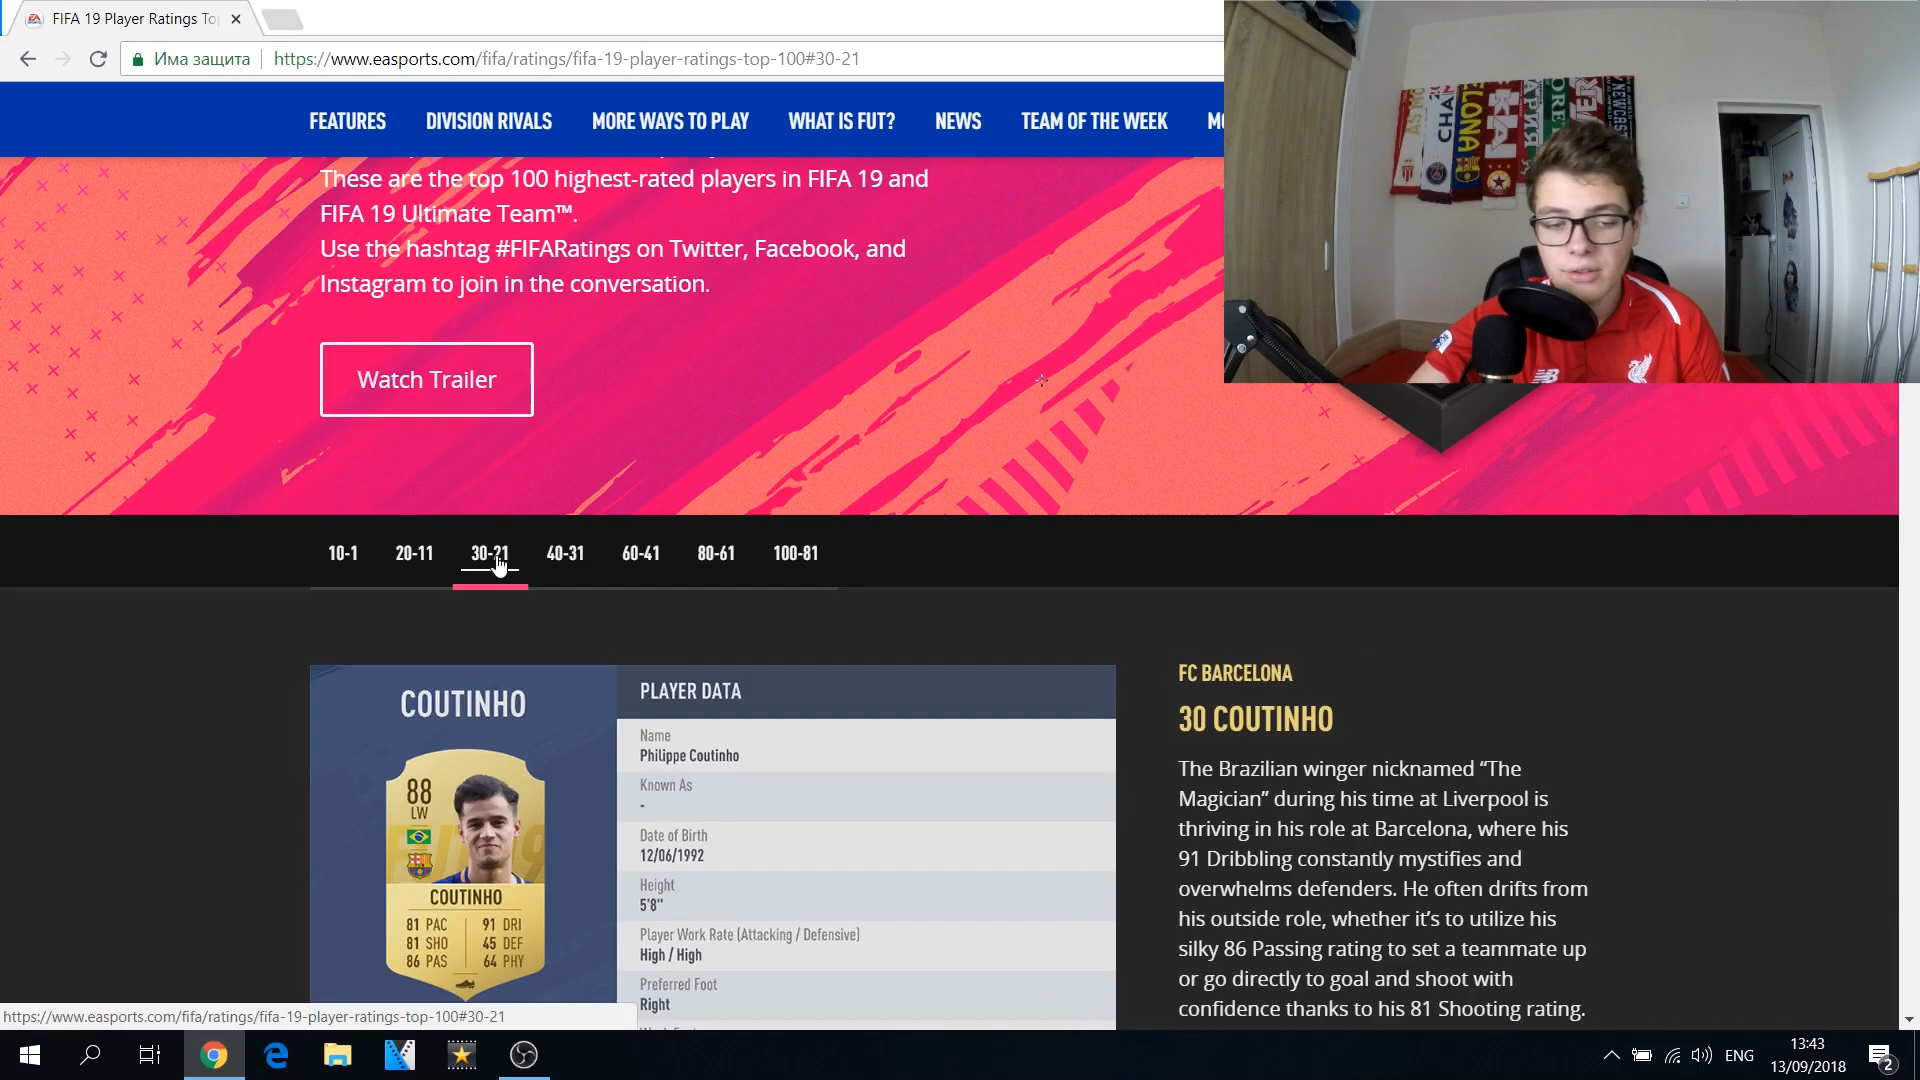 FIFA 19 Player Ratings To
Има защита
https://www.easports.com/fifa/ratings/fifa-19-player-ratings-top-100#30-21
FEATURES
DIVISION RIVALS
MORE WAYS TO PLAY
WHAT IS FUT?
NEWS
TEAM OF THE WEEK
These are the top 100 highest-rated players in FIFA 19 and
FIFA 19 Ultimate Team™.
Use the hashtag #FIFARatings on Twitter, Facebook, and
Instagram to join in the conversation.
Watch Trailer
10-1
20-11
30-21
40-31
60-41
80-61
100-81
COUTINHO
88
LW
COUTINHO
81 PAC 91 DRI
81 SHO 45 DEF
86 PAS 64 PHY
PLAYER DATA
Name
Philippe Coutinho
Known As
-
Date of Birth
12/06/1992
Height
5'8"
Player Work Rate (Attacking / Defensive)
High / High
Preferred Foot
Right
FC BARCELONA
30 COUTINHO
The Brazilian winger nicknamed “The
Magician” during his time at Liverpool is
thriving in his role at Barcelona, where his
91 Dribbling constantly mystifies and
overwhelms defenders. He often drifts from
his outside role, whether it’s to utilize his
silky 86 Passing rating to set a teammate up
or go directly to goal and shoot with
confidence thanks to his 81 Shooting rating.
https://www.easports.com/fifa/ratings/fifa-19-player-ratings-top-100#30-21
ENG
13:43
13/09/2018
2